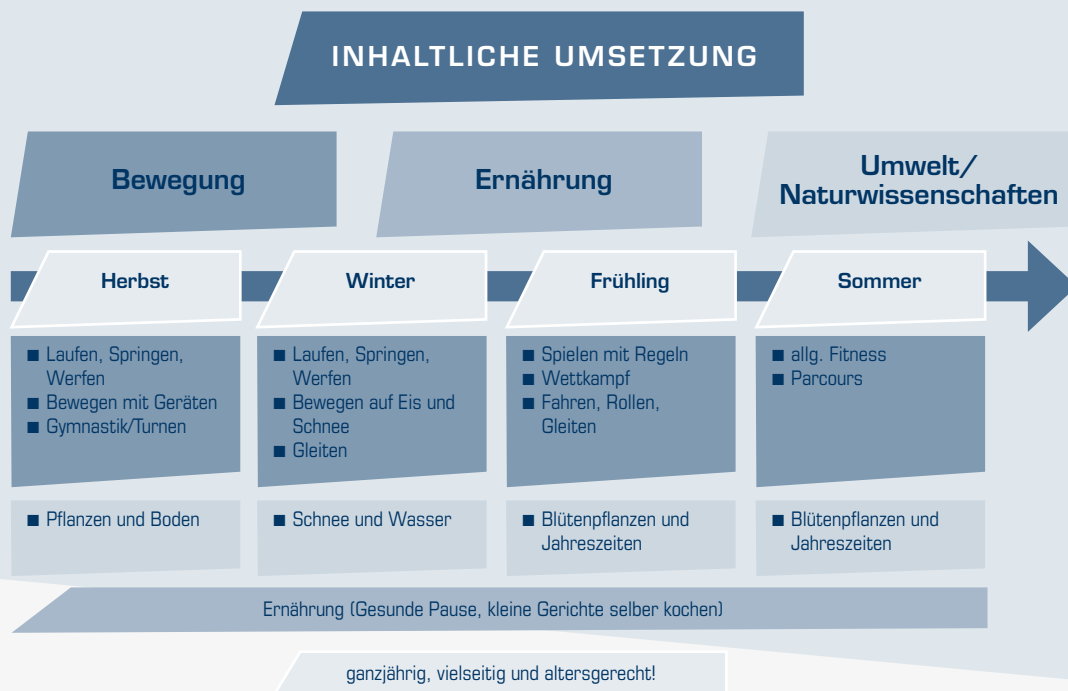 INHALTLICHE UMSETZUNG
Bewegung
Ernährung
Umwelt/
Naturwissenschaften
Herbst
Winter
Frühling
Sommer
■ Laufen, Springen,
Werfen
■ Bewegen mit Geräten
■ Gymnastik/Turnen
■ Laufen, Springen,
Werfen
■ Bewegen auf Eis und
Schnee
■ Gleiten
■ Spielen mit Regeln
■ Wettkampf
■ Fahren, Rollen,
Gleiten
■ allg. Fitness
■ Parcours
■ Pflanzen und Boden
■ Schnee und Wasser
■ Blütenpflanzen und
Jahreszeiten
■ Blütenpflanzen und
Jahreszeiten
Ernährung (Gesunde Pause, kleine Gerichte selber kochen)
ganzjährig, vielseitig und altersgerecht!